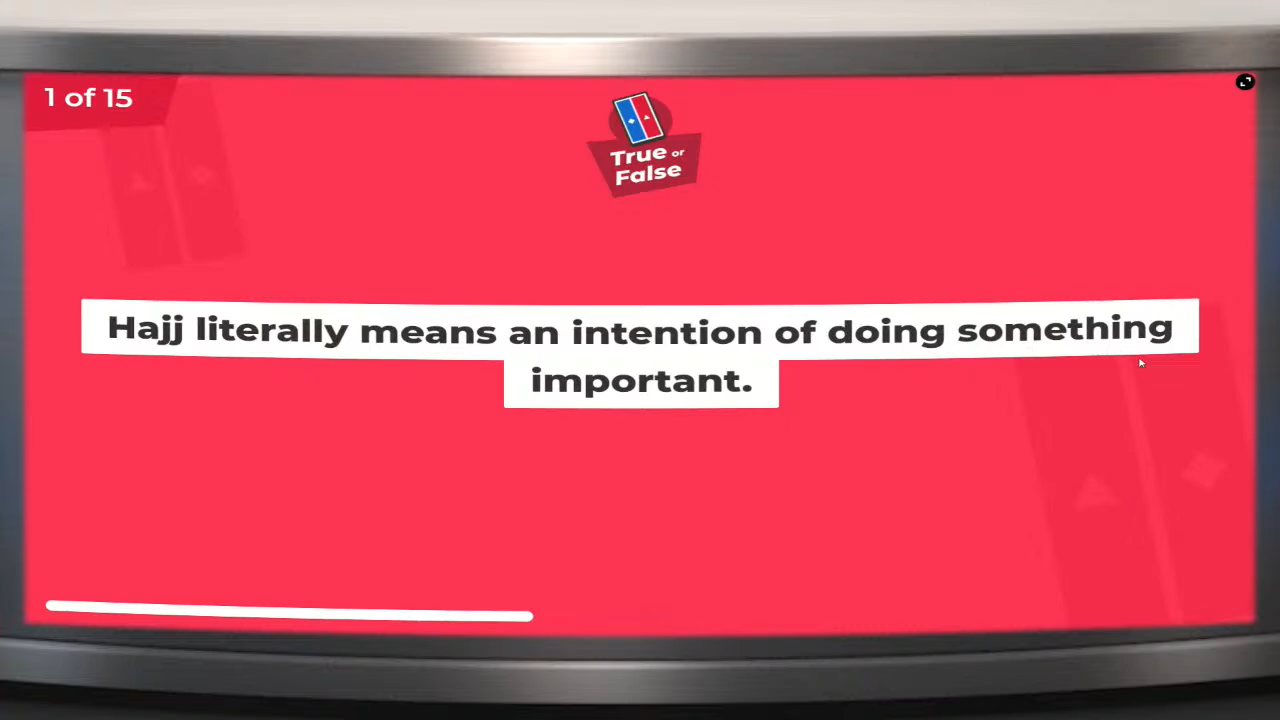 1 of 15
True or
False
Hajj literally means an intention of doing something
important.